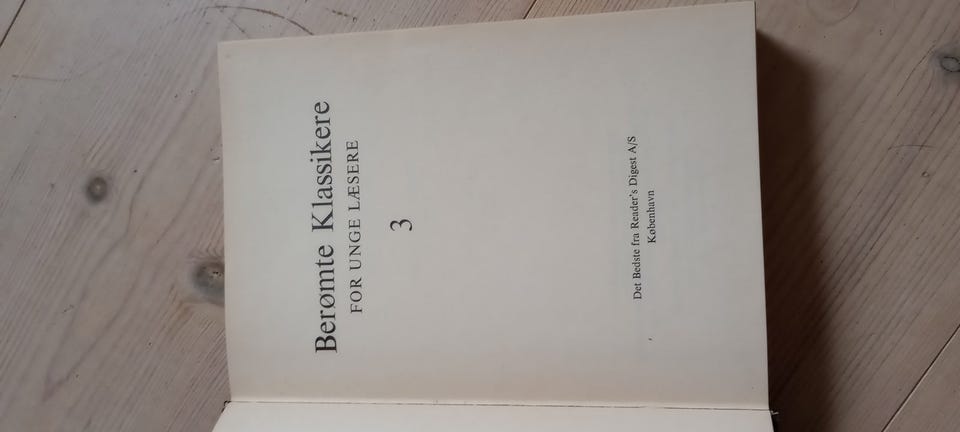 Berømte Klassikere
FOR UNGE LÆSERE
3
Det Bedste fra Reader's Digest A/S
København